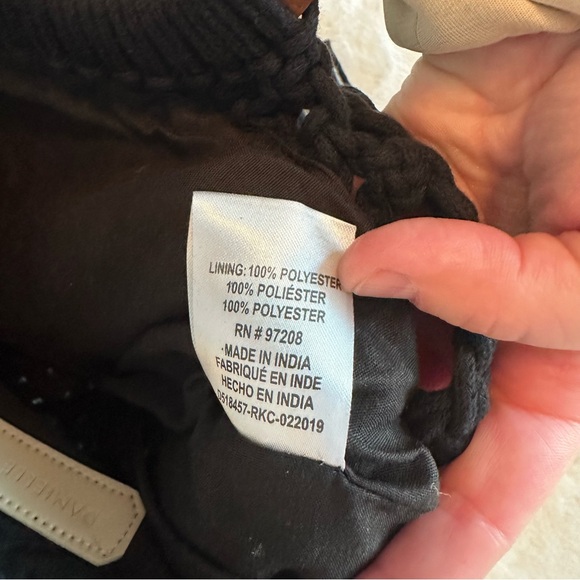 LINING: 100% POLYESTER
100% POLIÉSTER
100% POLYESTER
RN # 97208
MADE IN INDIA
FABRIQUÉ EN INDE
HECHO EN INDIA
D518457-RKC-022019